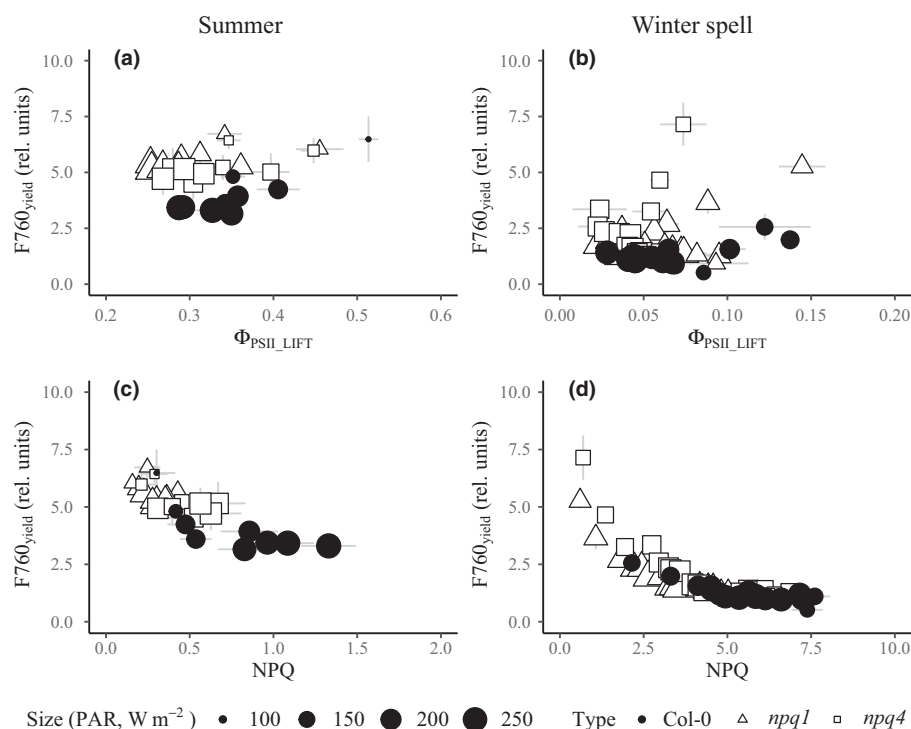 Summer
Winter spell
(a)
F760yield (rel. units)
10.0
7.5
5.0
2.5
0.0
0.2 0.3 0.4 0.5 0.6
ΦPSII_LIFT
(b)
F760yield (rel. units)
10.0
7.5
5.0
2.5
0.0
0.00 0.05 0.10 0.15 0.20
ΦPSII_LIFT
(c)
F760yield (rel. units)
10.0
7.5
5.0
2.5
0.0
0.0 0.5 1.0 1.5 2.0
NPQ
(d)
F760yield (rel. units)
10.0
7.5
5.0
2.5
0.0
0.0 2.5 5.0 7.5 10.0
NPQ
Size (PAR, W m−2) 100 150 200 250 Type Col-0 npq1 npq4